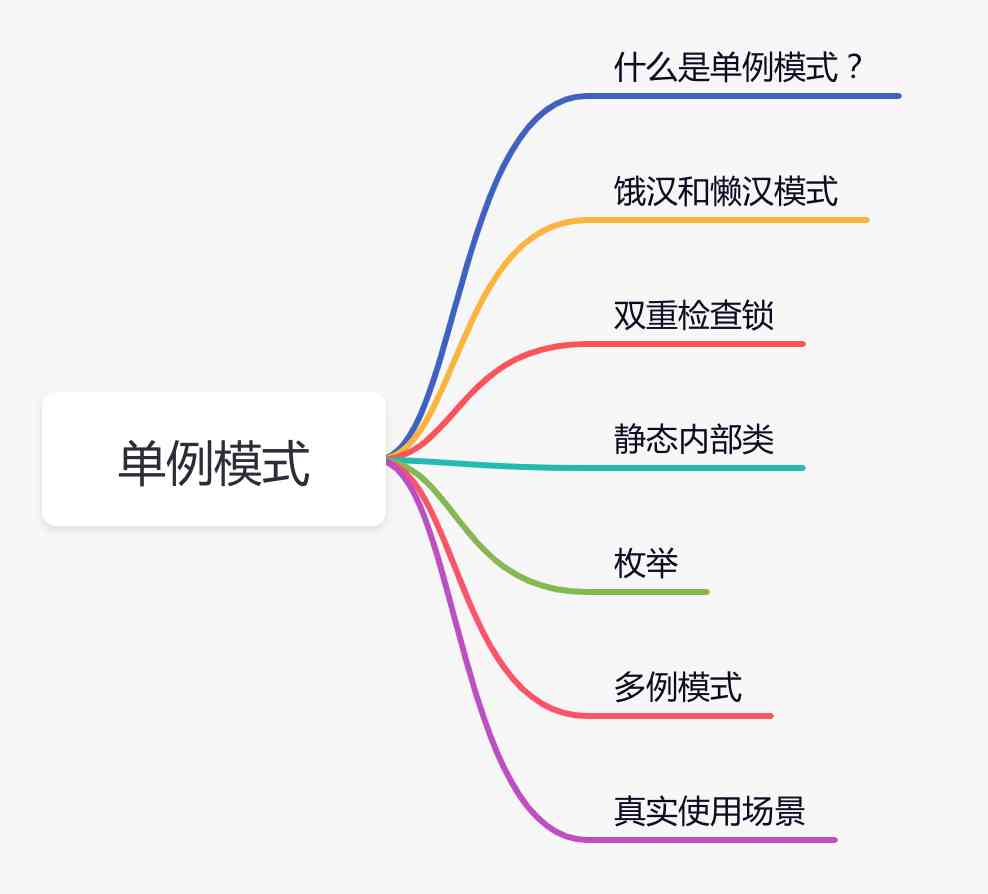 单例模式
什么是单例模式？
饿汉和懒汉模式
双重检查锁
静态内部类
枚举
多例模式
真实使用场景